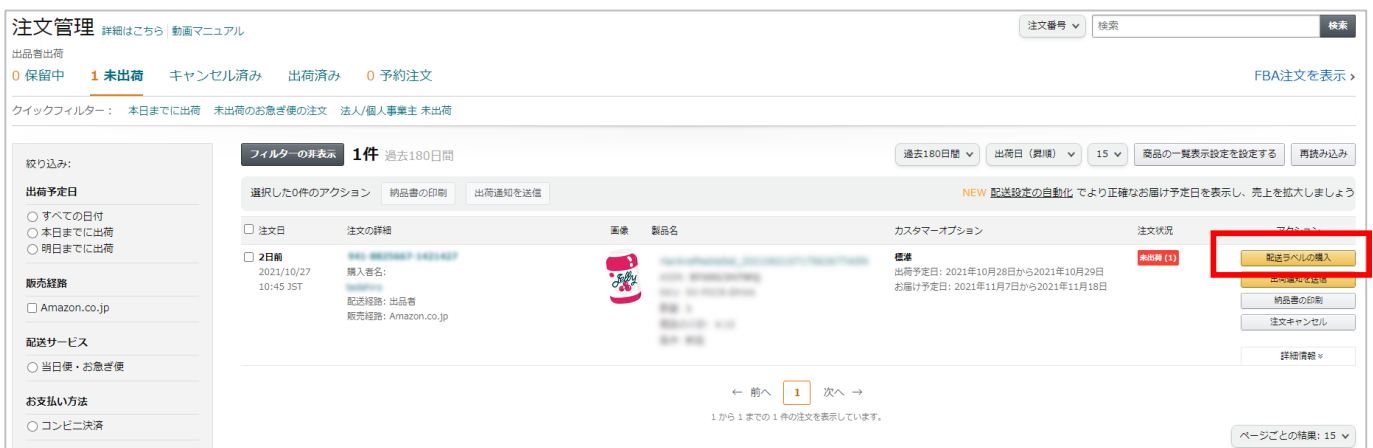 注文管理 詳細はこちら 動画マニュアル
注文番号 検索 検索
出品者出荷
0 保留中 1 未出荷 キャンセル済み 出荷済み 0 予約注文 FBA注文を表示 ›
クイックフィルター： 本日までに出荷 未出荷のお急ぎ便の注文 法人/個人事業主 未出荷
絞り込み:
出荷予定日
すべての日付
本日までに出荷
明日までに出荷
販売経路
Amazon.co.jp
配送サービス
当日便・お急ぎ便
お支払い方法
コンビニ決済
フィルターの非表示 1件 過去180日間 過去180日間 出荷日（昇順） 15 商品の一覧表示設定を設定する 再読み込み
選択した0件のアクション 納品書の印刷 出荷通知を送信 NEW 配送設定の自動化 でより正確なお届け予定日を表示し、売上を拡大しましょう
注文日 注文の詳細 画像 製品名 カスタマーオプション 注文状況 アクション
2日前
2021/10/27
10:45 JST
購入者名:
配送経路: 出品者
販売経路: Amazon.co.jp
Jelly
標準
出荷予定日: 2021年10月28日から2021年10月29日
お届け予定日: 2021年11月7日から2021年11月18日
未出荷 (1)
配送ラベルの購入
出荷通知を送信
納品書の印刷
注文キャンセル
詳細情報
← 前へ 1 次へ →
1 から 1 までの 1 件の注文を表示しています。
ページごとの結果: 15